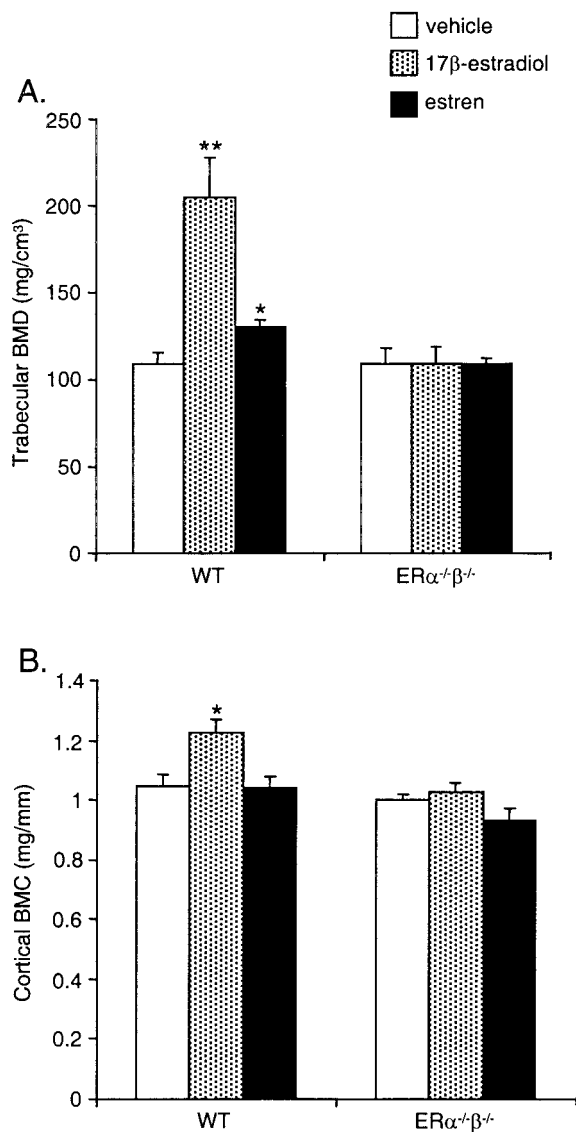 vehicle
17β-estradiol
estren
A.
Trabecular BMD (mg/cm³)
250
200
150
100
50
0
**
*
WT
ERα⁻/⁻β⁻/⁻
B.
Cortical BMC (mg/mm)
1.4
1.2
1
0.8
0.6
0.4
0.2
0
*
WT
ERα⁻/⁻β⁻/⁻